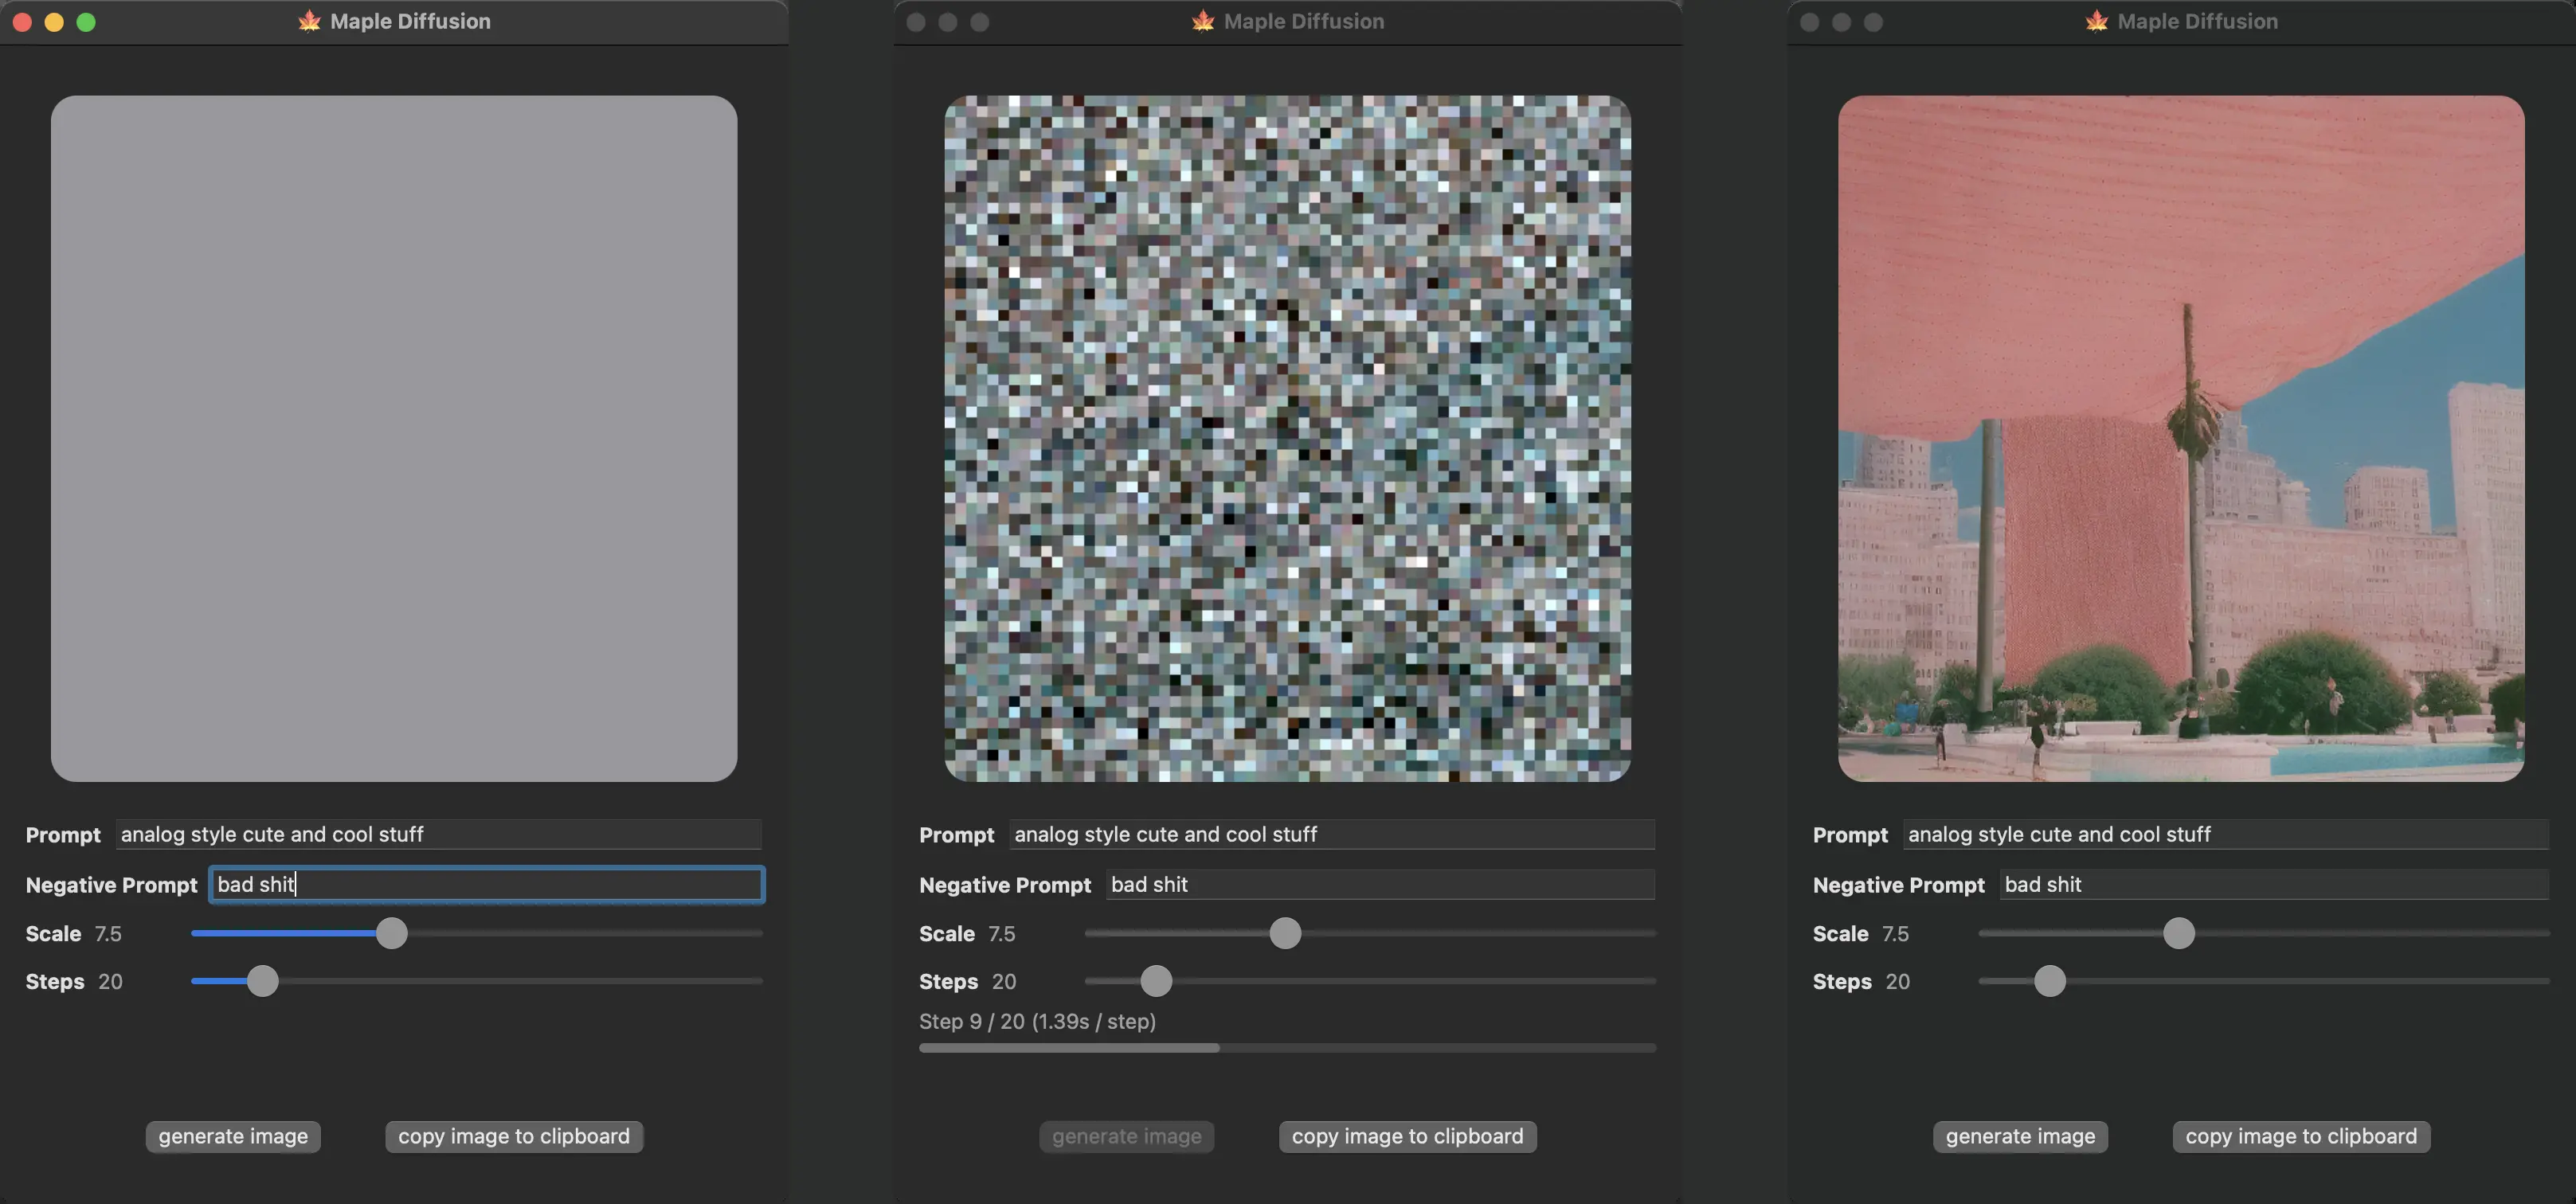 🍁 Maple Diffusion
Prompt analog style cute and cool stuff
Negative Prompt bad shit
Scale 7.5
Steps 20
generate image copy image to clipboard
🍁 Maple Diffusion
Prompt analog style cute and cool stuff
Negative Prompt bad shit
Scale 7.5
Steps 20
Step 9 / 20 (1.39s / step)
generate image copy image to clipboard
🍁 Maple Diffusion
Prompt analog style cute and cool stuff
Negative Prompt bad shit
Scale 7.5
Steps 20
generate image copy image to clipboard